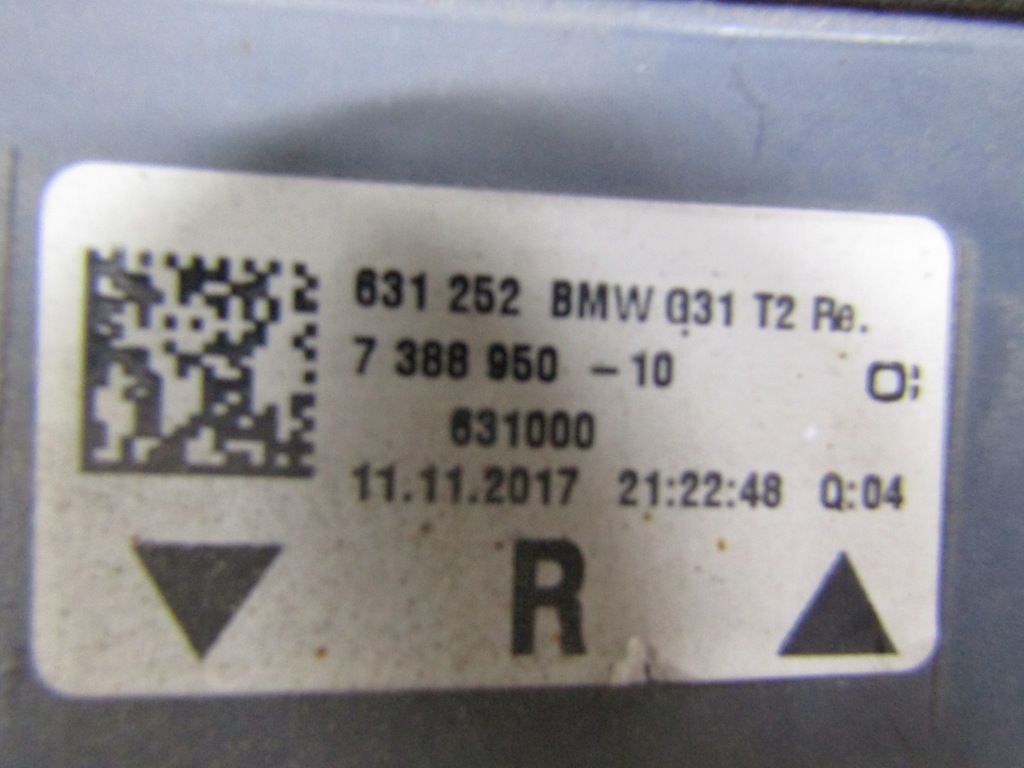 631 252 BMW G31 T2 Re.
7 388 950 -10
631000
11.11.2017 21:22:48 Q:04
R